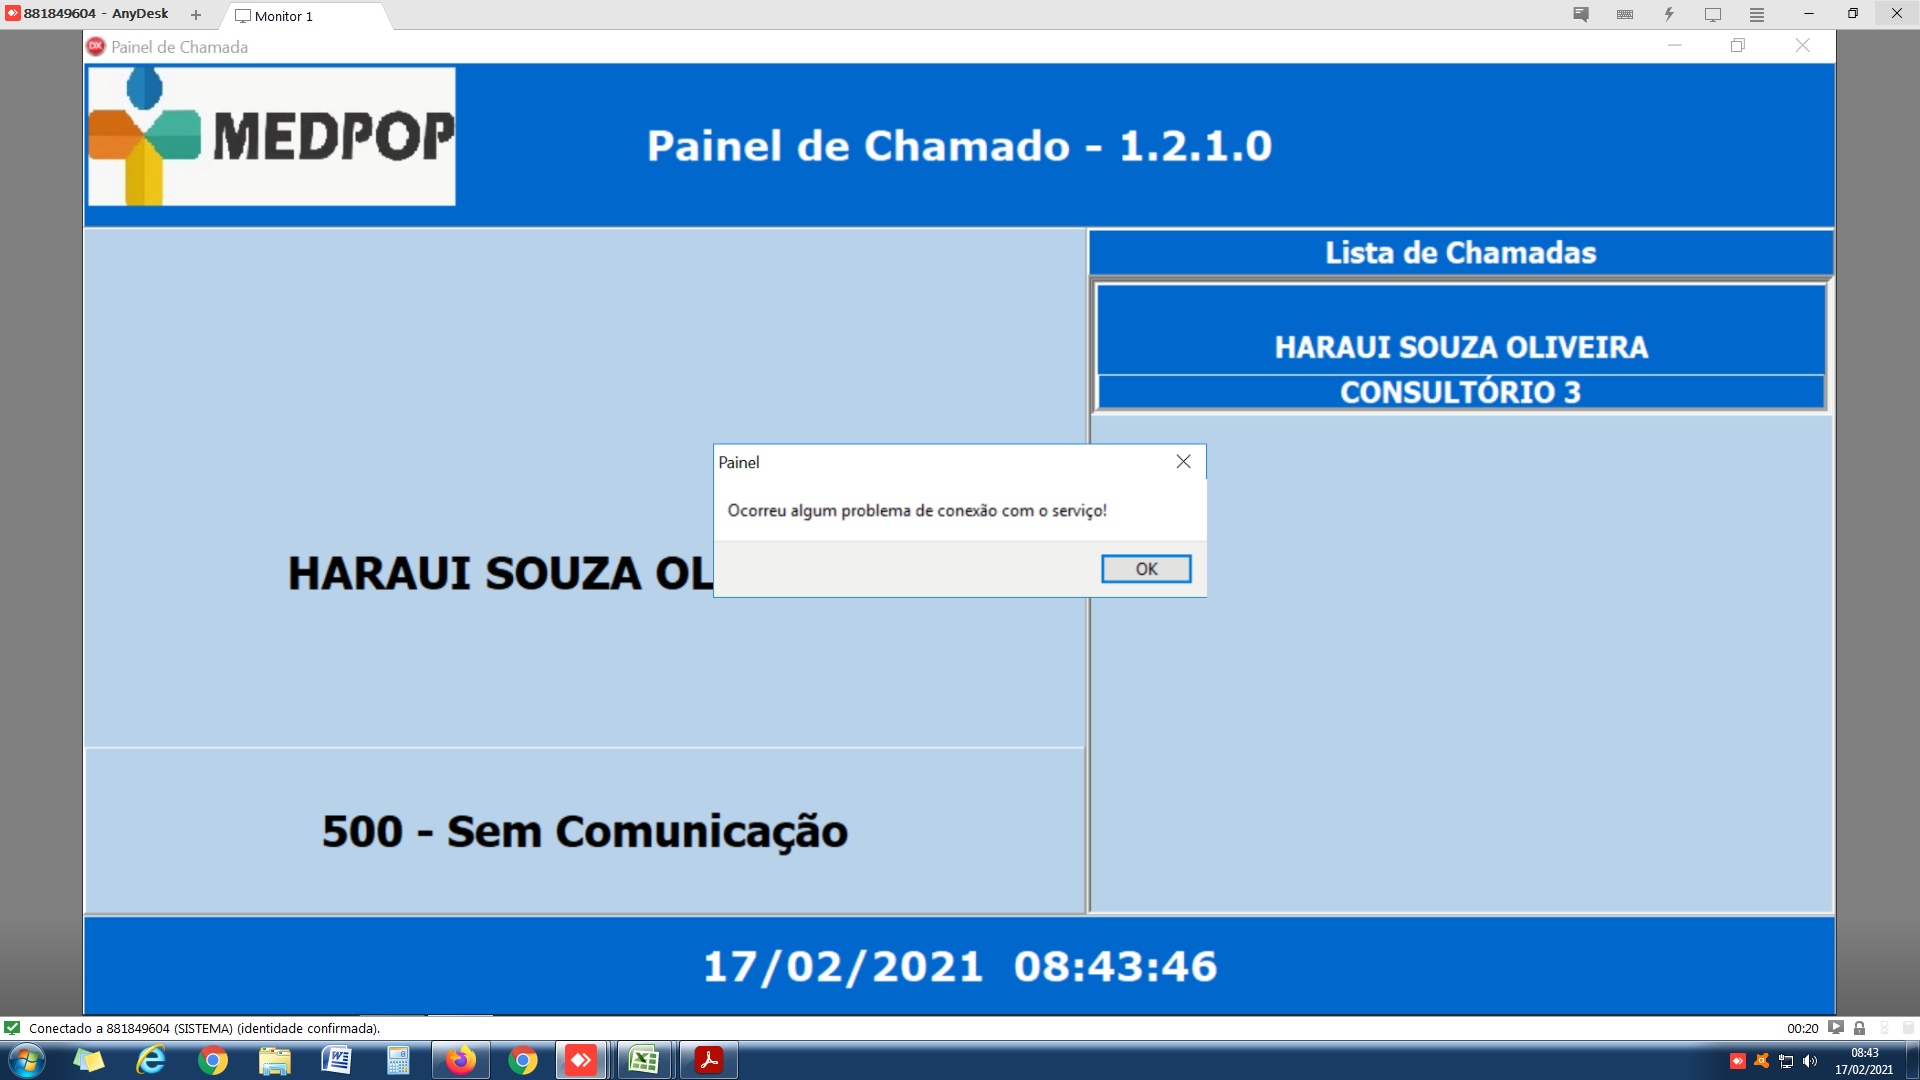 881849604 - AnyDesk
Monitor 1
Painel de Chamada
MEDPOP
Painel de Chamado - 1.2.1.0
Lista de Chamadas
HARAUI SOUZA OLIVEIRA
CONSULTÓRIO 3
Painel
Ocorreu algum problema de conexão com o serviço!
OK
HARAUI SOUZA OL
500 - Sem Comunicação
17/02/2021 08:43:46
Conectado a 881849604 (SISTEMA) (identidade confirmada).
00:20
08:43
17/02/2021